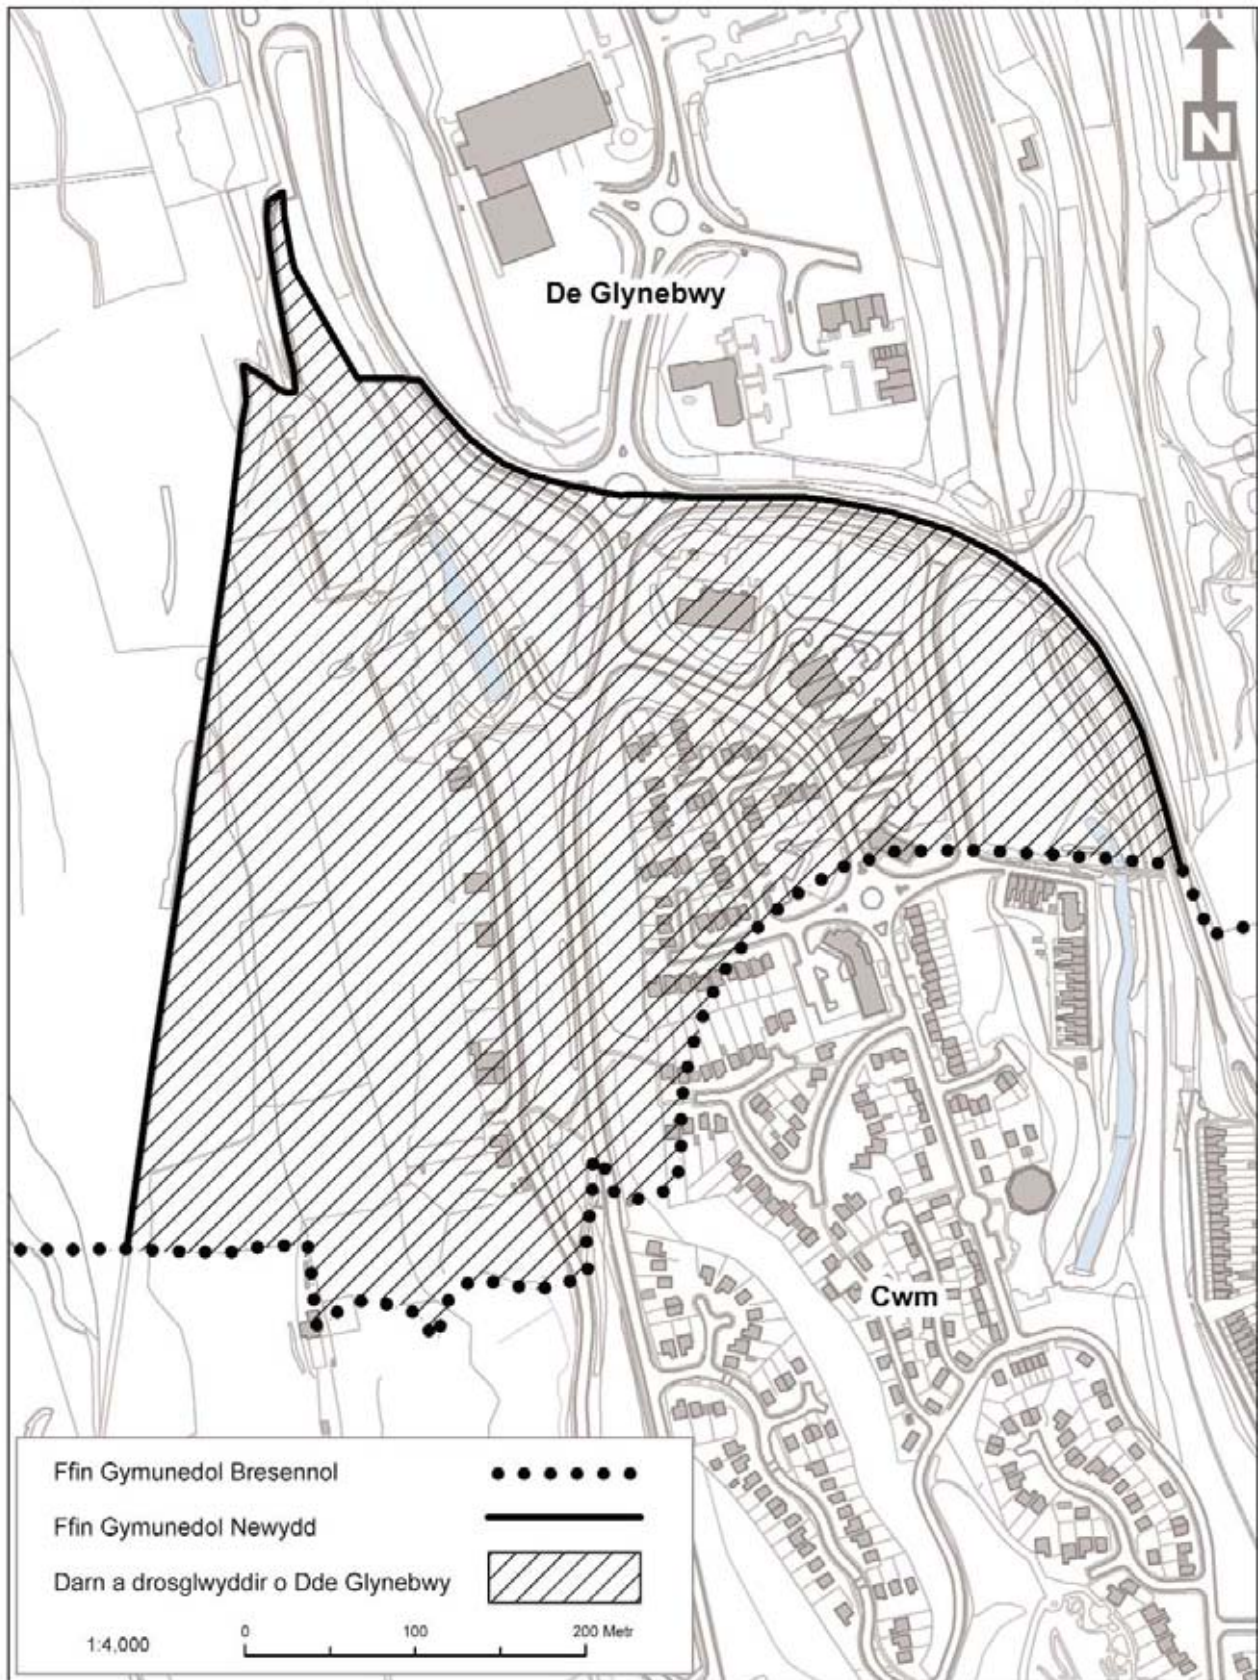 N
De Glynebwy
Cwm
Ffin Gymunedol Bresennol
Ffin Gymunedol Newydd
Darn a drosglwyddir o Dde Glynebwy
1:4,000
0 100 200 Metr